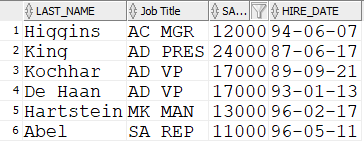 LAST_NAME Job Title SA... HIRE_DATE
1 Higgins AC MGR 12000 94-06-07
2 King AD PRES 24000 87-06-17
3 Kochhar AD VP 17000 89-09-21
4 De Haan AD VP 17000 93-01-13
5 Hartstein MK MAN 13000 96-02-17
6 Abel SA REP 11000 96-05-11